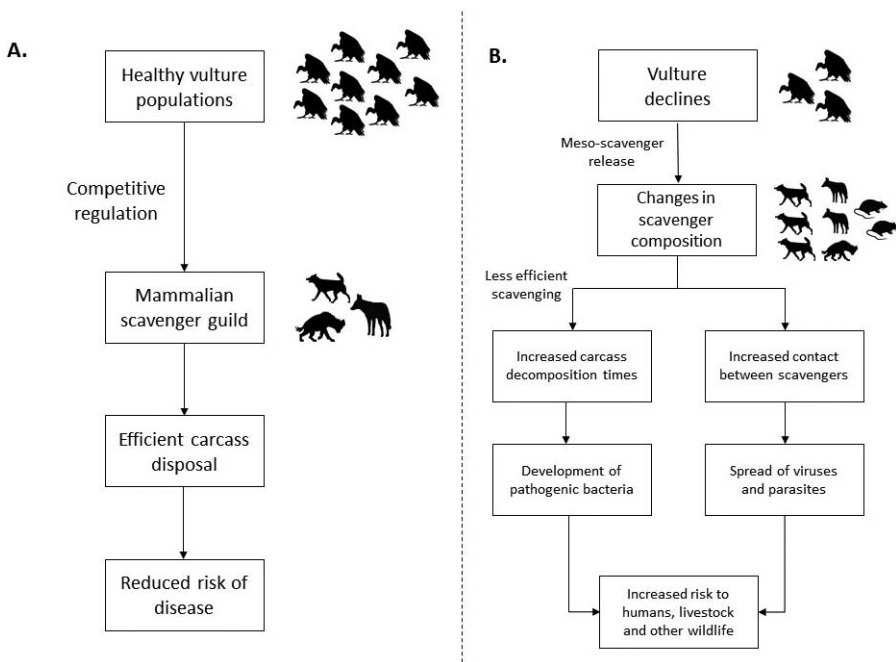 A.
Healthy vulture
populations
Competitive
regulation
Mammalian
scavenger guild
Efficient carcass
disposal
Reduced risk of
disease
B.
Vulture
declines
Meso-scavenger
release
Changes in
scavenger
composition
Less efficient
scavenging
Increased carcass
decomposition times
Increased contact
between scavengers
Development of
pathogenic bacteria
Spread of viruses
and parasites
Increased risk to
humans, livestock
and other wildlife